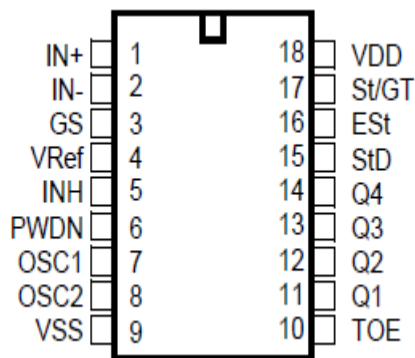 IN+ 1 18 VDD
IN- 2 17 St/GT
GS 3 16 ESt
VRef 4 15 StD
INH 5 14 Q4
PWDN 6 13 Q3
OSC1 7 12 Q2
OSC2 8 11 Q1
VSS 9 10 TOE